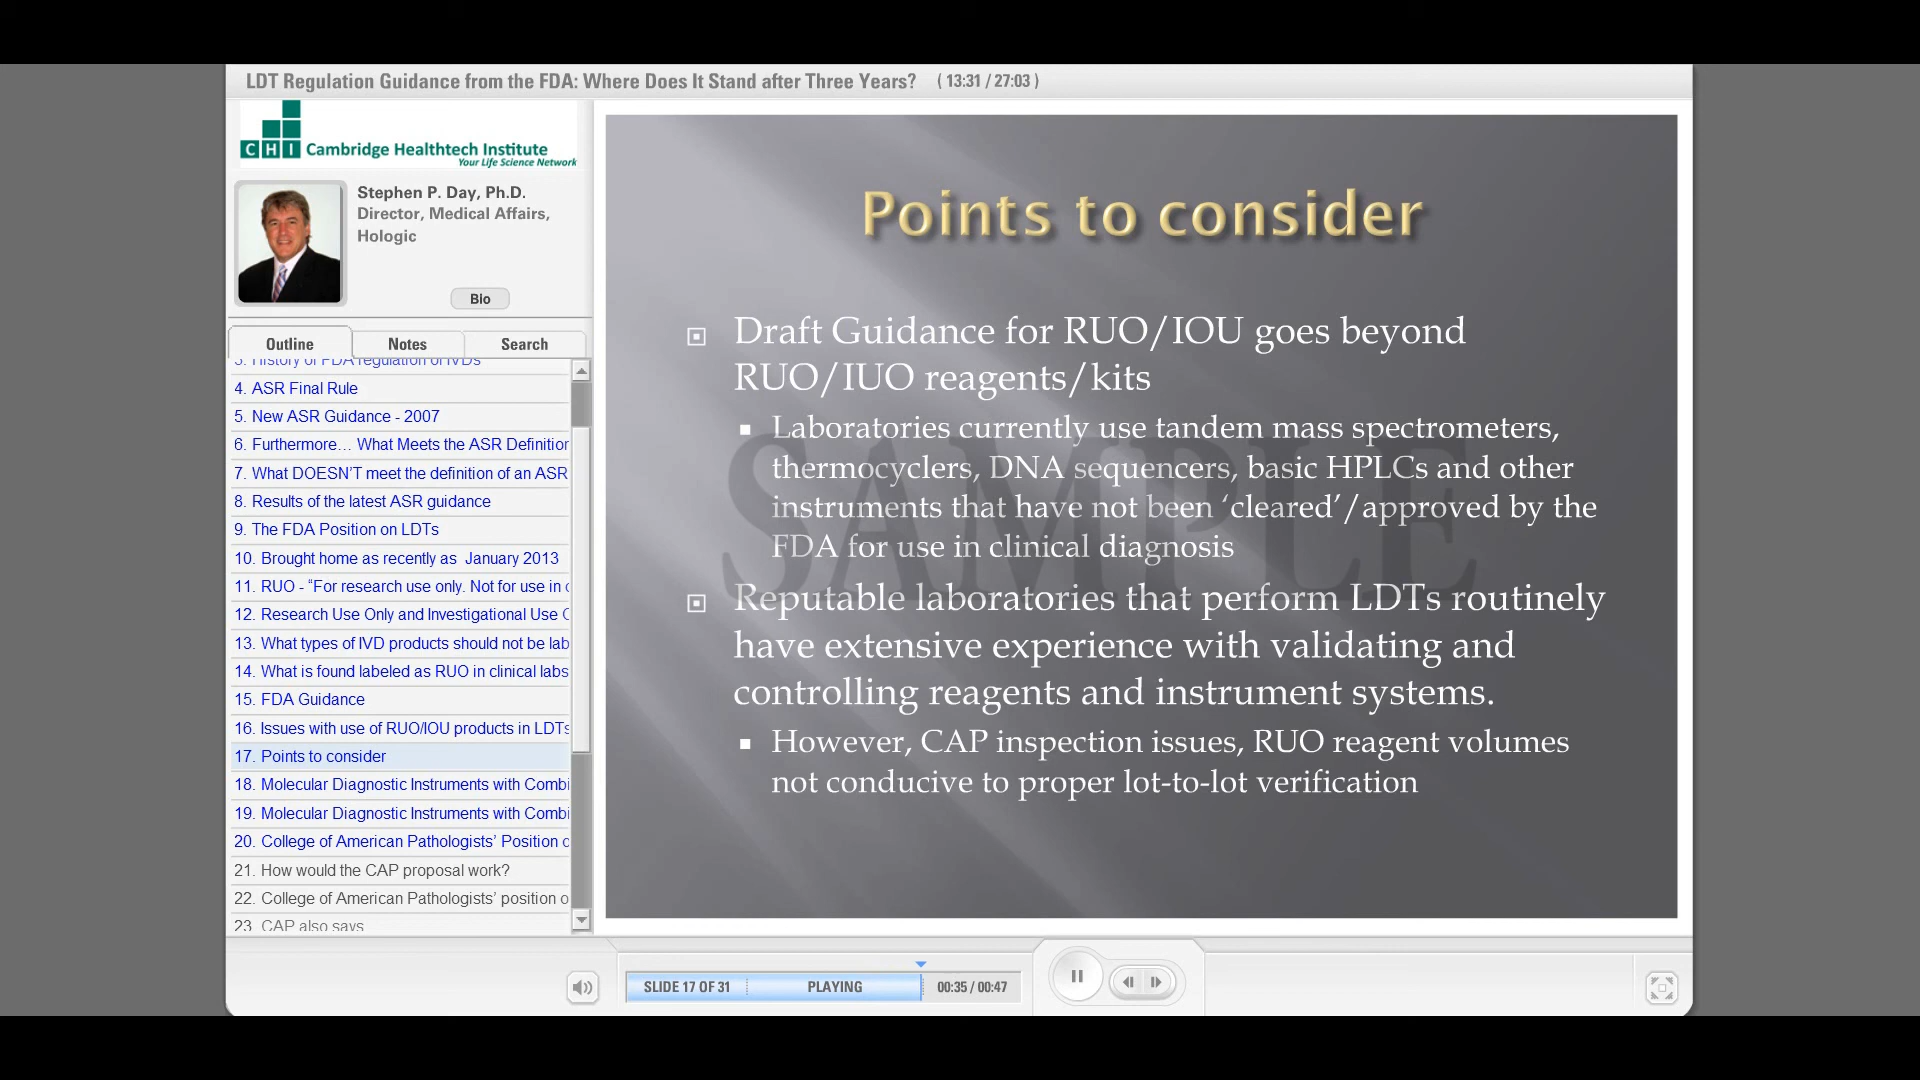 LDT Regulation Guidance from the FDA: Where Does It Stand after Three Years? ( 13:31 / 27:03 )
CHI Cambridge Healthtech Institute
Your Life Science Network
Stephen P. Day, Ph.D.
Director, Medical Affairs,
Hologic
Bio
Outline Notes Search
3. History of FDA regulation of IVDs
4. ASR Final Rule
5. New ASR Guidance - 2007
6. Furthermore… What Meets the ASR Definition
7. What DOESN'T meet the definition of an ASR
8. Results of the latest ASR guidance
9. The FDA Position on LDTs
10. Brought home as recently as January 2013
11. RUO - “For research use only. Not for use in
12. Research Use Only and Investigational Use
13. What types of IVD products should not be lab
14. What is found labeled as RUO in clinical labs
15. FDA Guidance
16. Issues with use of RUO/IOU products in LDTs
17. Points to consider
18. Molecular Diagnostic Instruments with Combi
19. Molecular Diagnostic Instruments with Combi
20. College of American Pathologists’ Position
21. How would the CAP proposal work?
22. College of American Pathologists’ position o
23 CAP also says
Points to consider
Draft Guidance for RUO/IOU goes beyond
RUO/IUO reagents/kits
Laboratories currently use tandem mass spectrometers,
thermocyclers, DNA sequencers, basic HPLCs and other
instruments that have not been ‘cleared’/approved by the
FDA for use in clinical diagnosis
Reputable laboratories that perform LDTs routinely
have extensive experience with validating and
controlling reagents and instrument systems.
However, CAP inspection issues, RUO reagent volumes
not conducive to proper lot-to-lot verification
SAMPLE
SLIDE 17 OF 31 PLAYING 00:35 / 00:47